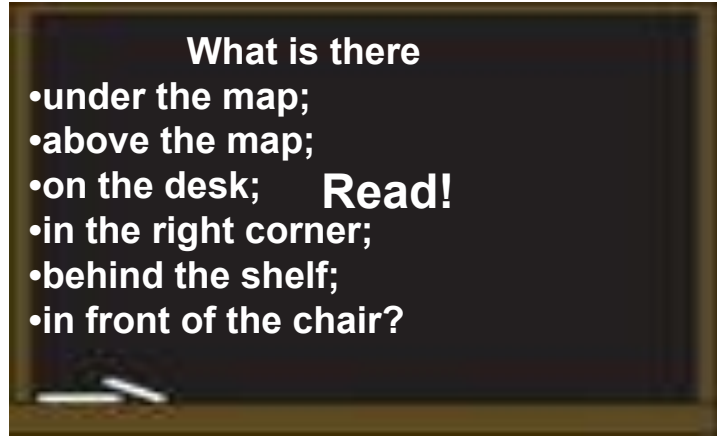 What is there
•under the map;
•above the map;
•on the desk;
Read!
•in the right corner;
•behind the shelf;
•in front of the chair?